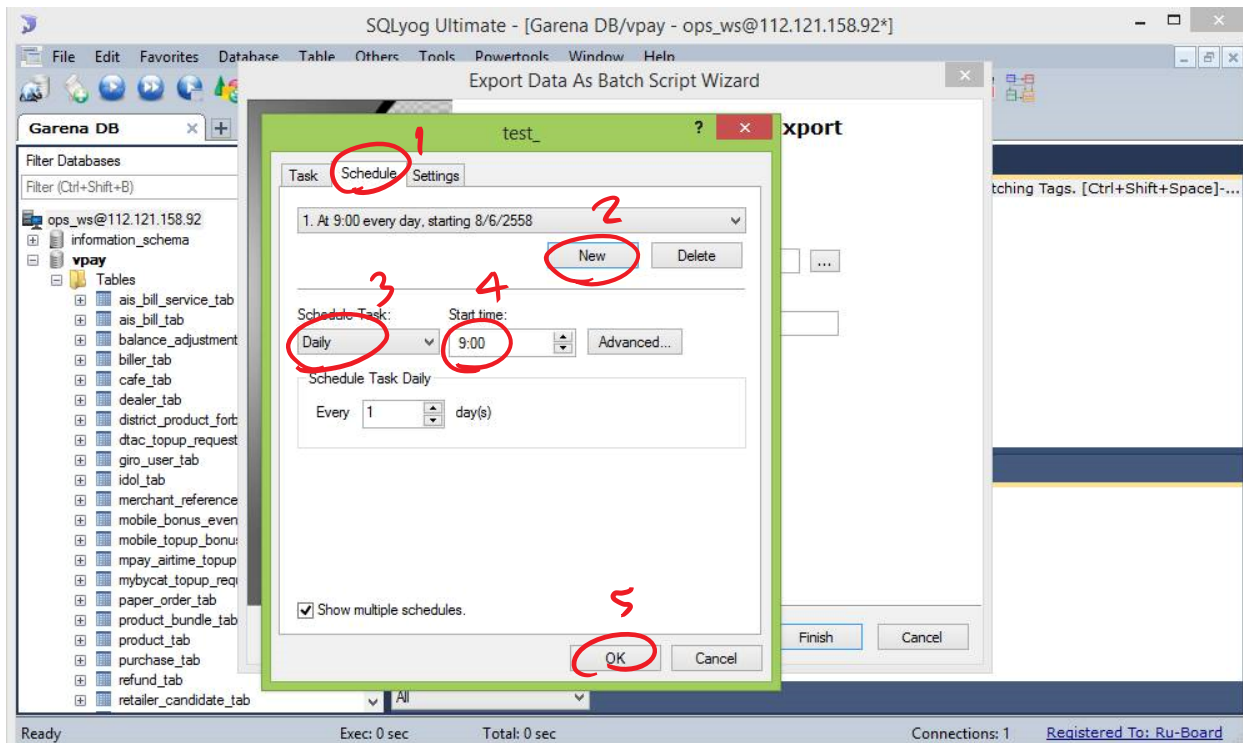 SQLyog Ultimate - [Garena DB/vpay - ops_ws@112.121.158.92*]
File Edit Favorites Database Table Others Tools Powertools Window Help
Export Data As Batch Script Wizard
Garena DB
test_
xport
1
Filter Databases
Task Schedule Settings
Filter (Ctrl+Shift+B)
tching Tags. [Ctrl+Shift+Space]-...
1. At 9:00 every day, starting 8/6/2558
2
ops_ws@112.121.158.92
information_schema
New Delete
...
vpay
Tables
3 4
ais_bill_service_tab
Schedule Task: Start time:
ais_bill_tab
balance_adjustment
Daily 9:00 Advanced...
biller_tab
cafe_tab
Schedule Task Daily
dealer_tab
Every 1 day(s)
district_product_forb
dtac_topup_request
giro_user_tab
idol_tab
merchant_reference
mobile_bonus_even
mobile_topup_bonu
mpay_airtime_topup
mybycat_topup_requ
paper_order_tab
Show multiple schedules.
5
product_bundle_tab
product_tab
Finish Cancel
purchase_tab
OK Cancel
refund_tab
retailer_candidate_tab
All
Ready Exec: 0 sec Total: 0 sec Connections: 1 Registered To: Ru-Board